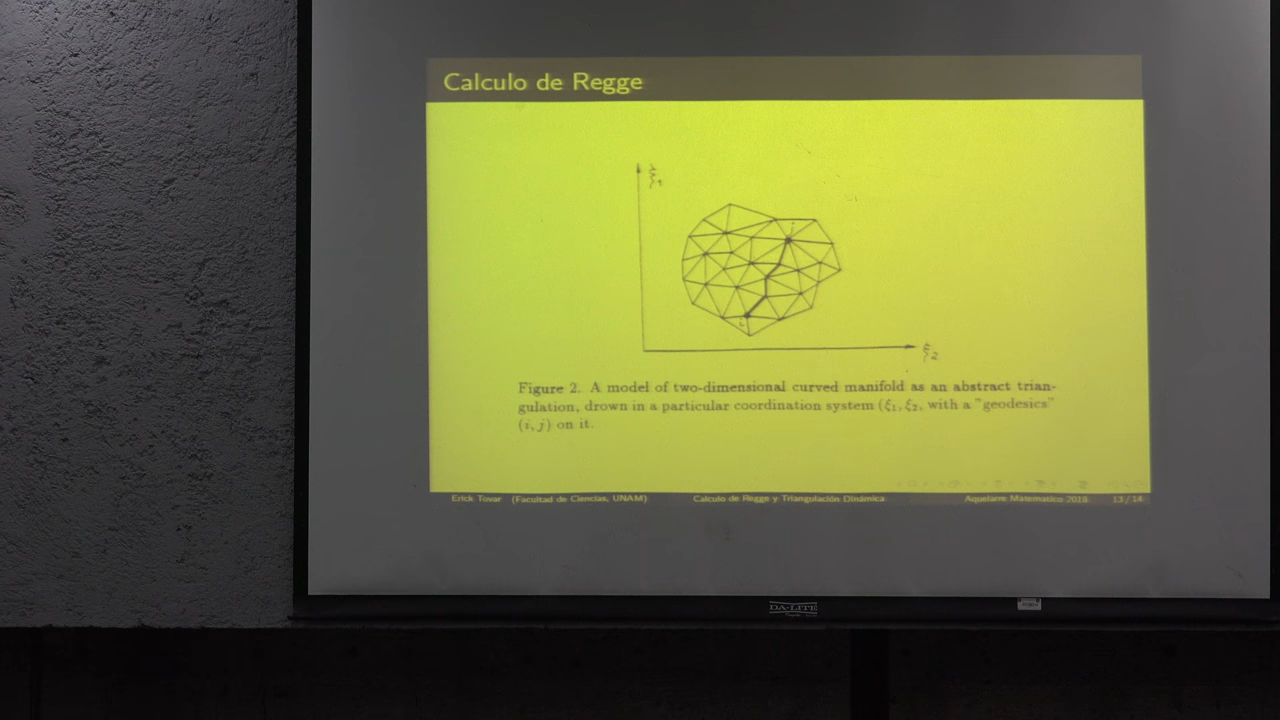 Calculo de Regge
ξ₁
j
i
ξ₂
Figure 2. A model of two-dimensional curved manifold as an abstract trian-
gulation, drown in a particular coordination system (ξ₁, ξ₂, with a "geodesics"
(i, j) on it.
Erick Tovar (Facultad de Ciencias, UNAM) Calculo de Regge y Triangulación Dinámica Aquelarre Matematico 2019 13 / 14
DA-LITE